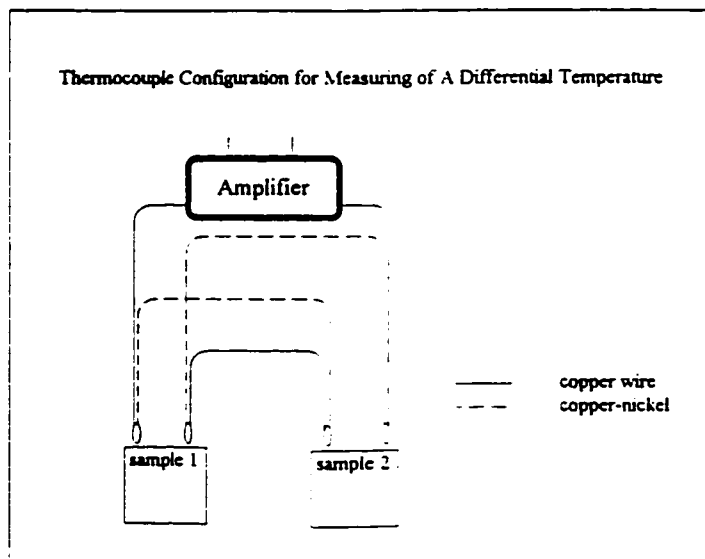 Thermocouple Configuration for Measuring of A Differential Temperature
Amplifier
copper wire
copper-nickel
sample 1
sample 2